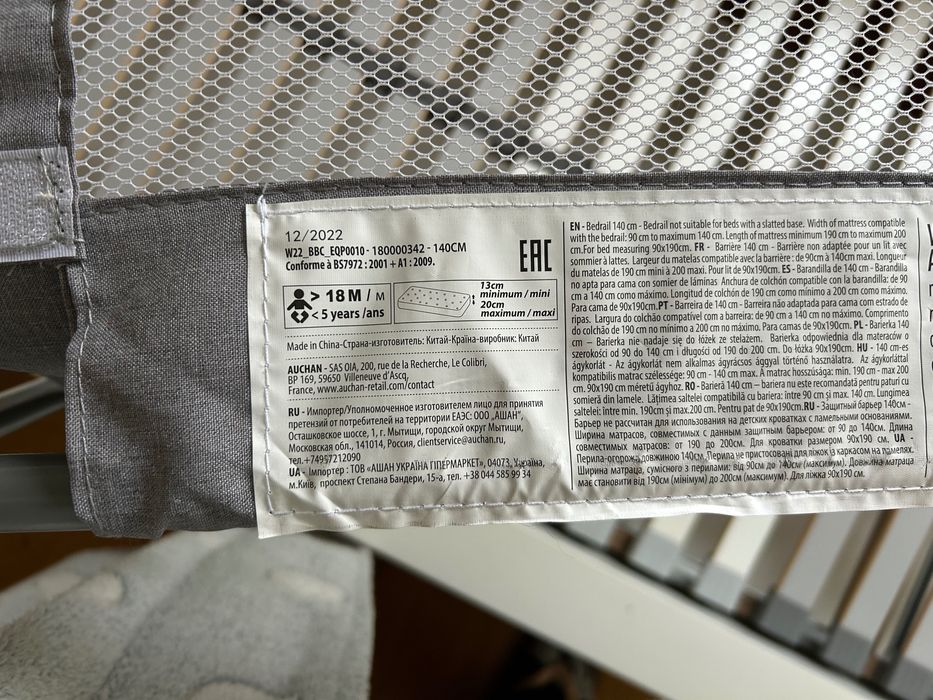 12/2022
W22_BBC_EQP0010 - 180000342 - 140CM
Conforme à BS7972 : 2001 + A1 : 2009.
EAC
> 18 M / м
< 5 years /ans
13cm
minimum / mini
20cm
maximum / maxi
Made in China-Страна-изготовитель: Китай-Країна-виробник: Китай
AUCHAN - SAS OIA, 200, rue de la Recherche, Le Colibri,
BP 169, 59650 Villeneuve d'Ascq,
France, www.auchan-retail.com/contact
RU - Импортер/Уполномоченное изготовителем лицо для принятия
претензий от потребителей на территории ЕАЭС: ООО „АШАН",
Осташковское шоссе, 1, г. Мытищи, городской округ Мытищи,
Московская обл., 141014, Россия, clientservice@auchan.ru,
тел.+74957212090
UA - Імпортер : ТОВ «АШАН УКРАЇНА ГІПЕРМАРКЕТ», 04073, Україна,
м.Київ, проспект Степана Бандери, 15-а, тел. +38 044 585 99 34
EN - Bedrail 140 cm - Bedrail not suitable for beds with a slatted base. Width of mattress compatible
with the bedrail: 90 cm to maximum 140 cm. Length of mattress minimum 190 cm to maximum 200
cm.For bed measuring 90x190cm. FR - Barrière 140 cm - Barrière non adaptée pour un lit avec
sommier à lattes. Largeur du matelas compatible avec la barrière : de 90cm à 140cm maxi. Longueur
du matelas de 190 cm mini à 200 maxi. Pour lit de 90x190cm. ES - Barandilla de 140 cm - Barandilla
no apta para cama con somier de láminas. Anchura de colchón compatible con la barandilla: de 90
cm a 140 cm como máximo. Longitud de colchón de 190 cm como mínimo a 200 cm como máximo.
Para cama de 90x190cm.PT - Barreira de 140 cm - Barreira não adaptada para cama com estrado de
ripas. Largura do colchão compatível com a barreira: de 90 cm a 140 cm no máximo. Comprimento
do colchão de 190 cm no mínimo a 200 cm no máximo. Para camas de 90x190cm. PL - Barierka 140
cm – Barierka nie nadaje się do łóżek ze stelażem. Barierka odpowiednia dla materaców o
szerokości od 90 do 140 cm i długości od 190 do 200 cm. Do łóżka 90x190cm. HU - 140 cm-es
ágykorlát - Az ágykorlát nem alkalmas ágyrácsos ággyal történő használatra. Az ágykorláttal
kompatibilis matrac szélessége: 90 cm - 140 cm max. A matrac hosszúsága: min. 190 cm - max 200
cm. 90x190 cm méretű ágyhoz. RO - Barieră 140 cm – bariera nu este recomandată pentru paturi cu
somieră din lamele. Lățimea saltelei compatibilă cu bariera: între 90 cm și max. 140 cm. Lungimea
saltelei: între min. 190cm și max.200 cm. Pentru pat de 90x190cm.RU - Защитный барьер 140см -
Барьер не рассчитан для использования на детских кроватках с ламельными основаниями.
Ширина матрасов, совместимых с данным защитным барьером: от 90 до 140 см. Длина
совместимых матрасов: от 190 до 200 см. Для кроватки размером 90х190 см. UA -
Перила-огорожа довжиною 140см. Перила не пристосовані для ліжок із каркасом на ламелях.
Ширина матраца, сумісного з перилами: від 90см до 140см (максимум). Довжина матраца
має становити від 190см (мінімум) до 200см (максимум). Для ліжка 90х190 см.